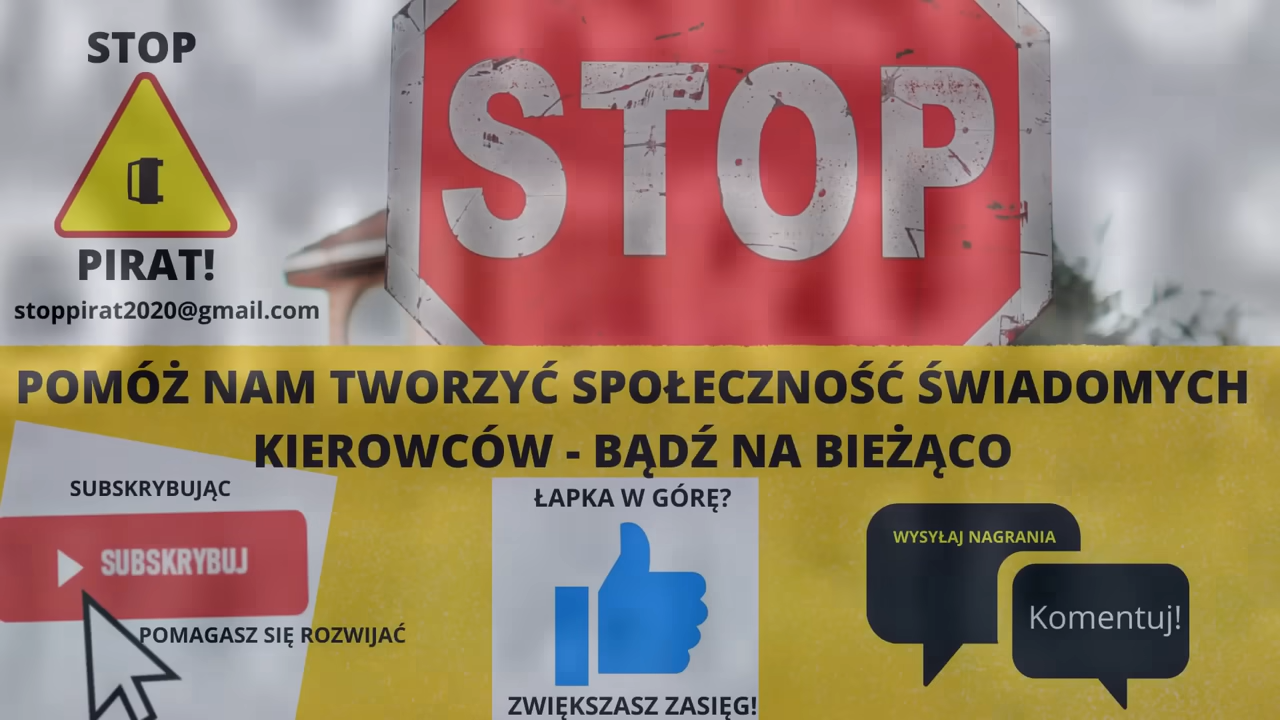 STOP
PIRAT!
stoppirat2020@gmail.com
STOP
POMÓŻ NAM TWORZYĆ SPOŁECZNOŚĆ ŚWIADOMYCH
KIEROWCÓW - BĄDŹ NA BIEŻĄCO
SUBSKRYBUJĄC
SUBSKRYBUJ
POMAGASZ SIĘ ROZWIJAĆ
ŁAPKA W GÓRĘ?
ZWIĘKSZASZ ZASIĘG!
WYSYŁAJ NAGRANIA
Komentuj!